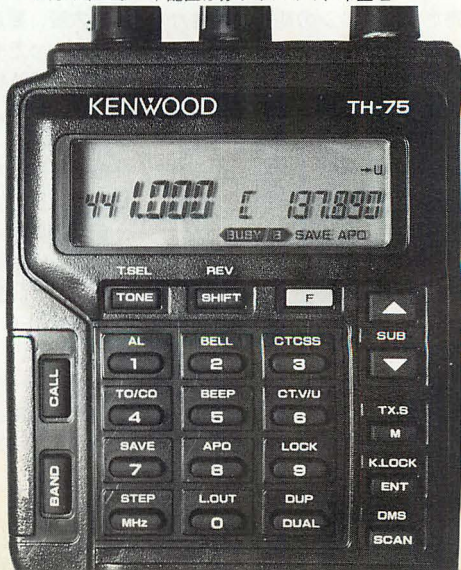 KENWOOD TH-75
→U
441.000 C 137.890
BUSY/B SAVE APO
T.SEL REV
TONE SHIFT F
SUB
AL BELL CTCSS
1 2 3
CALL
TO/CO BEEP CT.V/U TX.S
4 5 6 M
SAVE APO LOCK K.LOCK
7 8 9 ENT
BAND
STEP L.OUT DUP DMS
MHz 0 DUAL SCAN